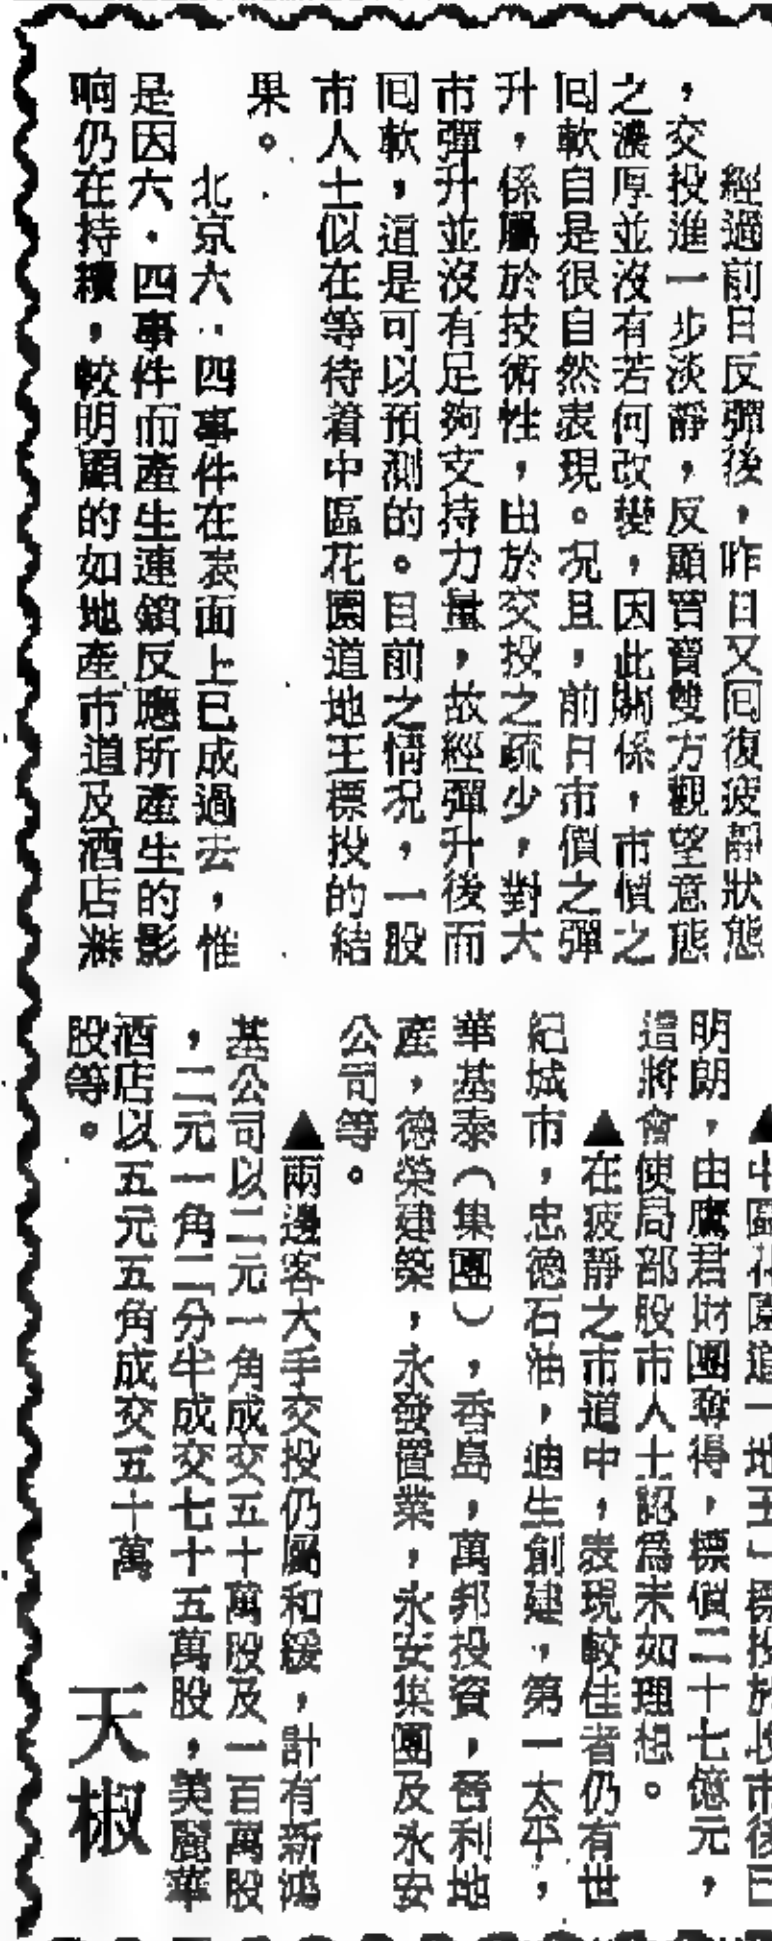 經過前日反彈後，昨日又回復疲靜狀態
，交投進一步淡靜，反顯買賣雙方觀望意態
之濃厚並沒有若何改變，因此關係，市價之
回軟自是很自然表現。況且，前日市價之彈
升，係屬於技術性，由於交投之疏少，對大
市彈升並沒有足夠支持力量，故經彈升後而
回軟，這是可以預測的。目前之情況，一股
市人士似在等待着中區花園道地王標投的結
果。
北京六．四事件在表面上已成過去，惟
是因六．四事件而產生連鎖反應所產生的影
响仍在持續，較明顯的如地產市道及酒店
▲中區花園道一地王」標投於收市後已
明朗，由鷹君財團奪得，標價二十七億元，
這將會使局部股市人士認為未如理想。
▲在疲靜之市道中，表現較佳者仍有世
紀城市，忠德石油，迪生創建，第一太平，
華基泰（集團），香島，萬邦投資，晉利地
產，德榮建築，永發置業，永安集團及永安
公司等。
▲兩邊客大手交投仍屬和緩，計有新鴻
基公司以二元一角成交五十萬股及一百萬股
，二元一角二分半成交七十五萬股，美麗華
酒店以五元五角成交五十萬
股等。
天椒